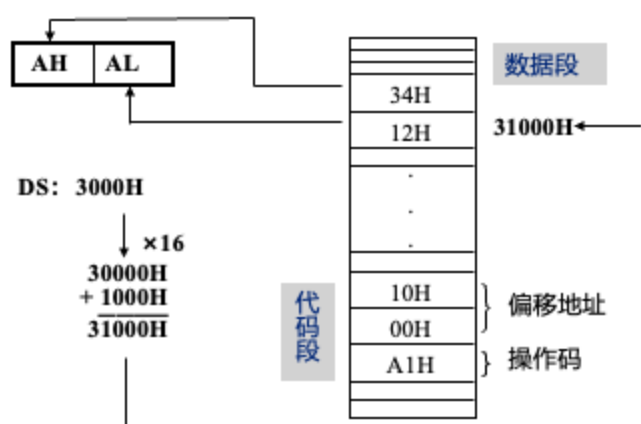 AH AL
数据段
34H
12H
31000H
DS: 3000H
×16
30000H
+ 1000H
31000H
.
.
.
代码段
10H
00H
偏移地址
A1H
操作码